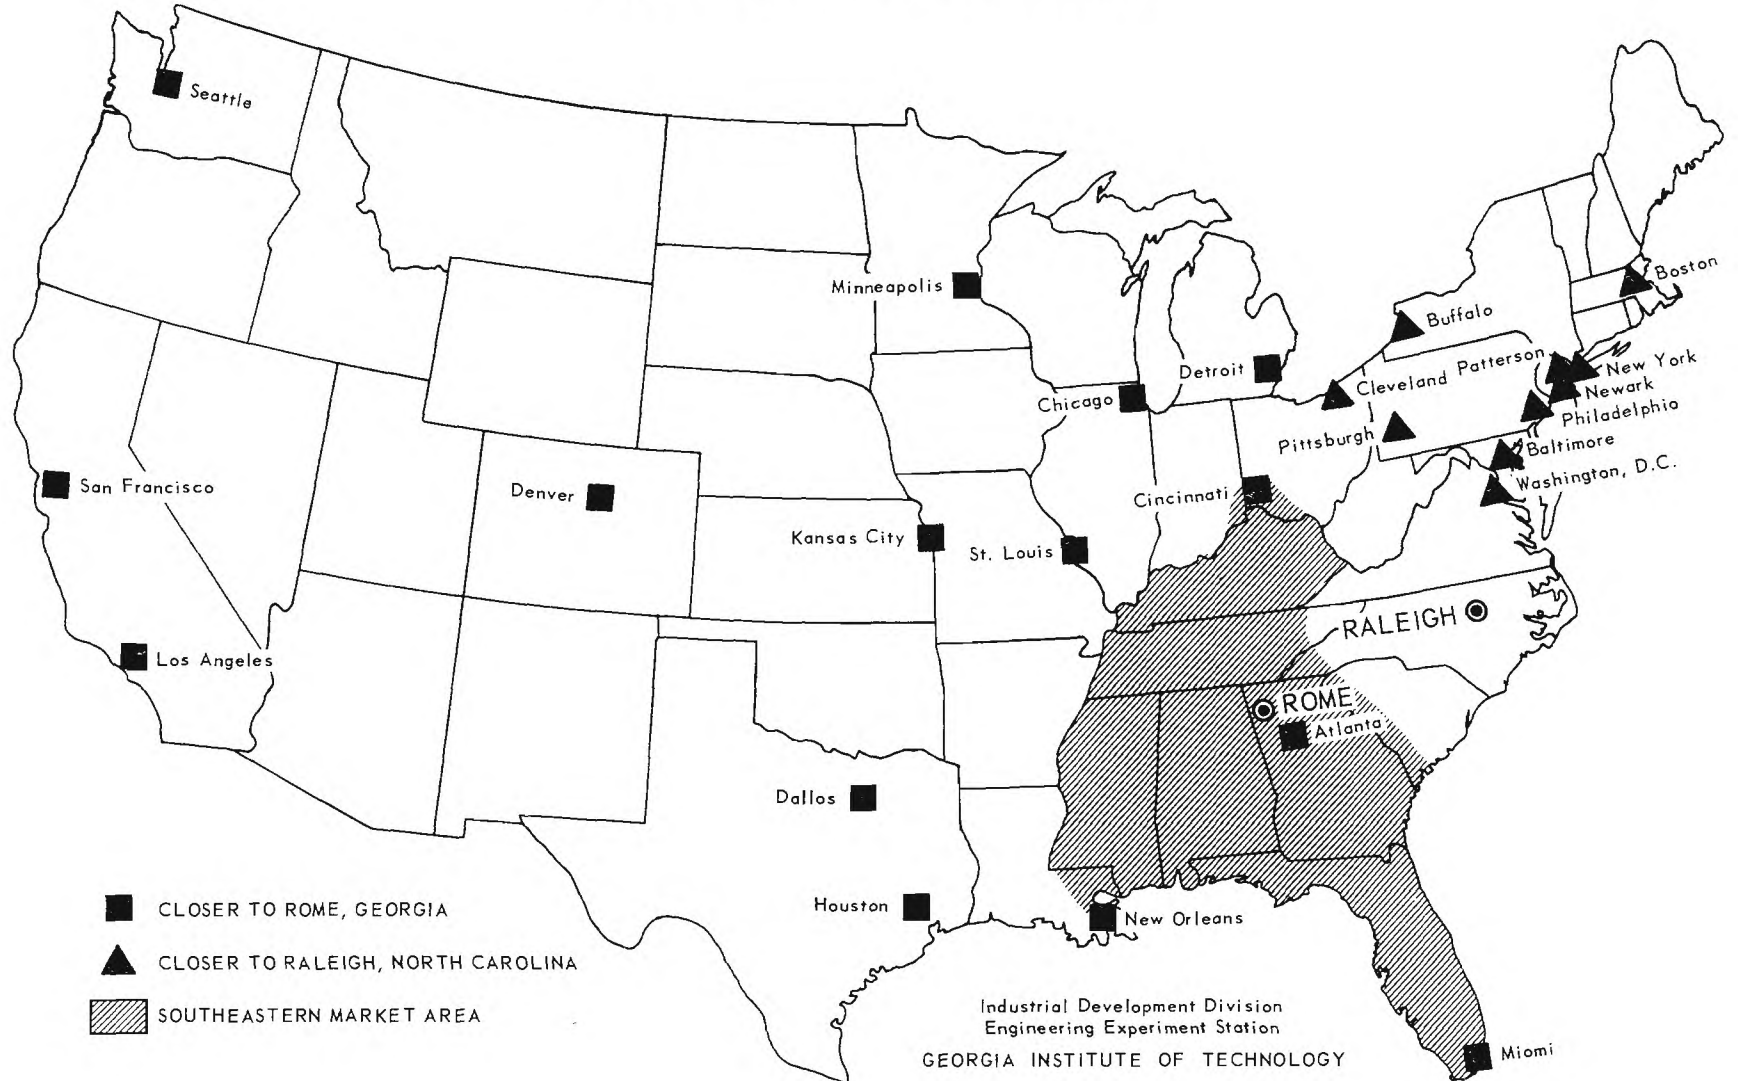 Seattle
Minneapolis
Boston
Buffalo
Detroit
Patterson
New York
Cleveland
Newark
Chicago
Philadelphio
Pittsburgh
Baltimore
Washington, D.C.
San Francisco
Denver
Cincinnati
Kansas City
St. Louis
RALEIGH
Los Angeles
ROME
Atlanta
Dallos
Houston
New Orleans
CLOSER TO ROME, GEORGIA
CLOSER TO RALEIGH, NORTH CAROLINA
SOUTHEASTERN MARKET AREA
Industrial Development Division
Engineering Experiment Station
GEORGIA INSTITUTE OF TECHNOLOGY
Miomi